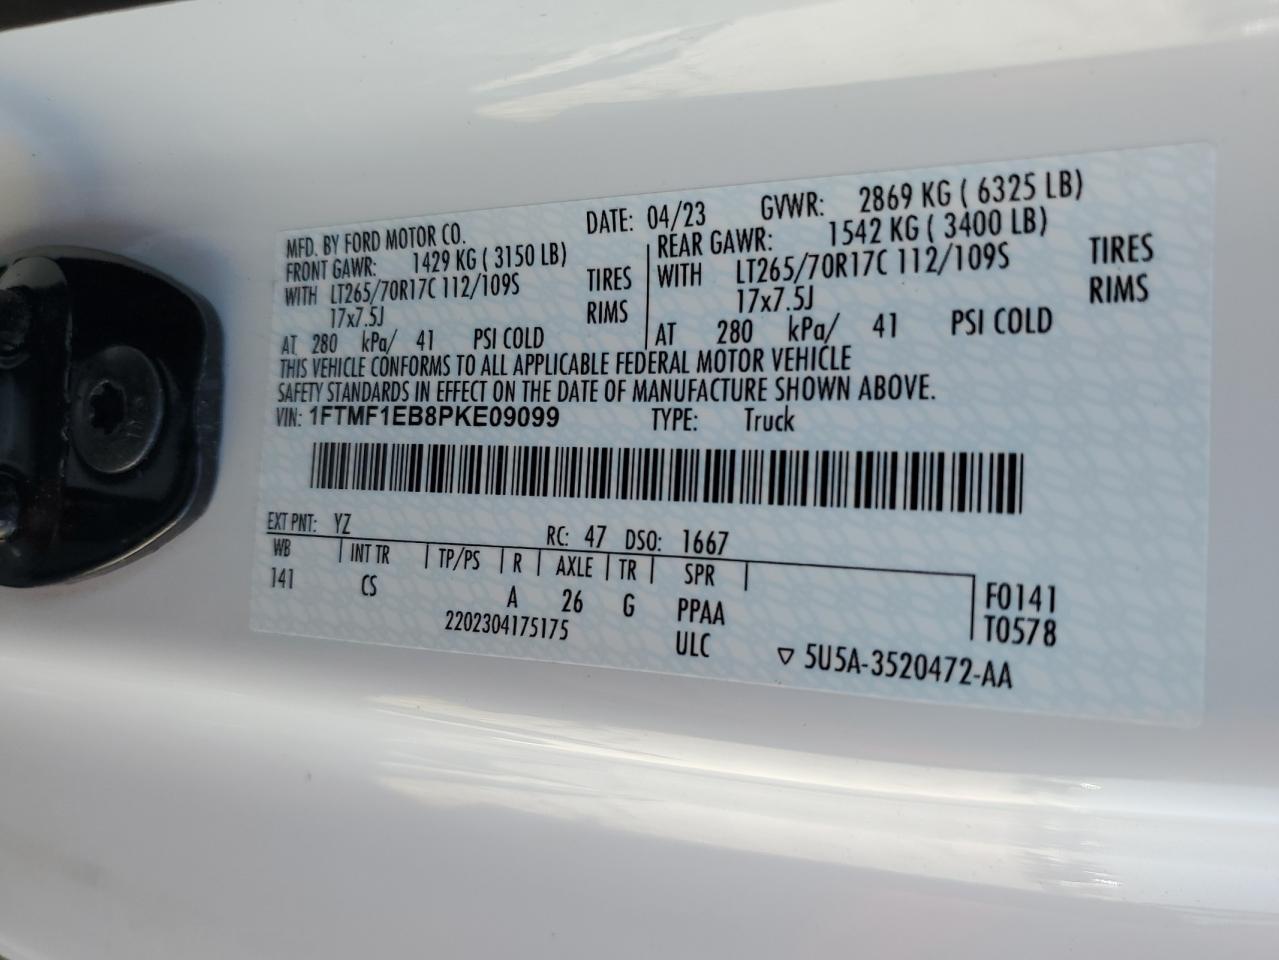 MFD. BY FORD MOTOR CO. DATE: 04/23 GVWR: 2869 KG ( 6325 LB)
FRONT GAWR: 1429 KG ( 3150 LB)
WITH LT265/70R17C 112/109S TIRES
17x7.5J RIMS
AT 280 kPa/ 41 PSI COLD
REAR GAWR: 1542 KG ( 3400 LB)
WITH LT265/70R17C 112/109S TIRES
17x7.5J RIMS
AT 280 kPa/ 41 PSI COLD
THIS VEHICLE CONFORMS TO ALL APPLICABLE FEDERAL MOTOR VEHICLE
SAFETY STANDARDS IN EFFECT ON THE DATE OF MANUFACTURE SHOWN ABOVE.
VIN: 1FTMF1EB8PKE09099 TYPE: Truck
EXT PNT: YZ RC: 47 DSO: 1667
WB INT TR TP/PS R AXLE TR SPR
141 CS A 26 G PPAA F0141
2202304175175 ULC T0578
5U5A-3520472-AA